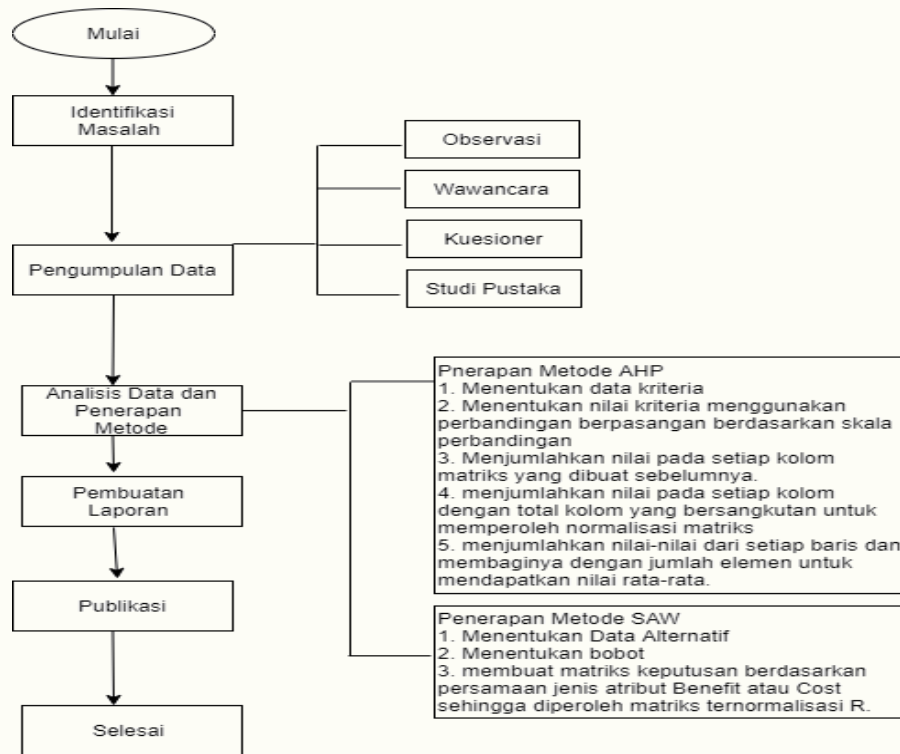 Mulai
Identifikasi
Masalah
Observasi
Wawancara
Kuesioner
Studi Pustaka
Pengumpulan Data
Analisis Data dan
Penerapan
Metode
Pnerapan Metode AHP
1. Menentukan data kriteria
2. Menentukan nilai kriteria menggunakan
perbandingan berpasangan berdasarkan skala
perbandingan
3. Menjumlahkan nilai pada setiap kolom
matriks yang dibuat sebelumnya.
4. menjumlahkan nilai pada setiap kolom
dengan total kolom yang bersangkutan untuk
memperoleh normalisasi matriks
5. menjumlahkan nilai-nilai dari setiap baris dan
membaginya dengan jumlah elemen untuk
mendapatkan nilai rata-rata.
Penerapan Metode SAW
1. Menentukan Data Alternatif
2. Menentukan bobot
3. membuat matriks keputusan berdasarkan
persamaan jenis atribut Benefit atau Cost
sehingga diperoleh matriks ternormalisasi R.
Pembuatan
Laporan
Publikasi
Selesai